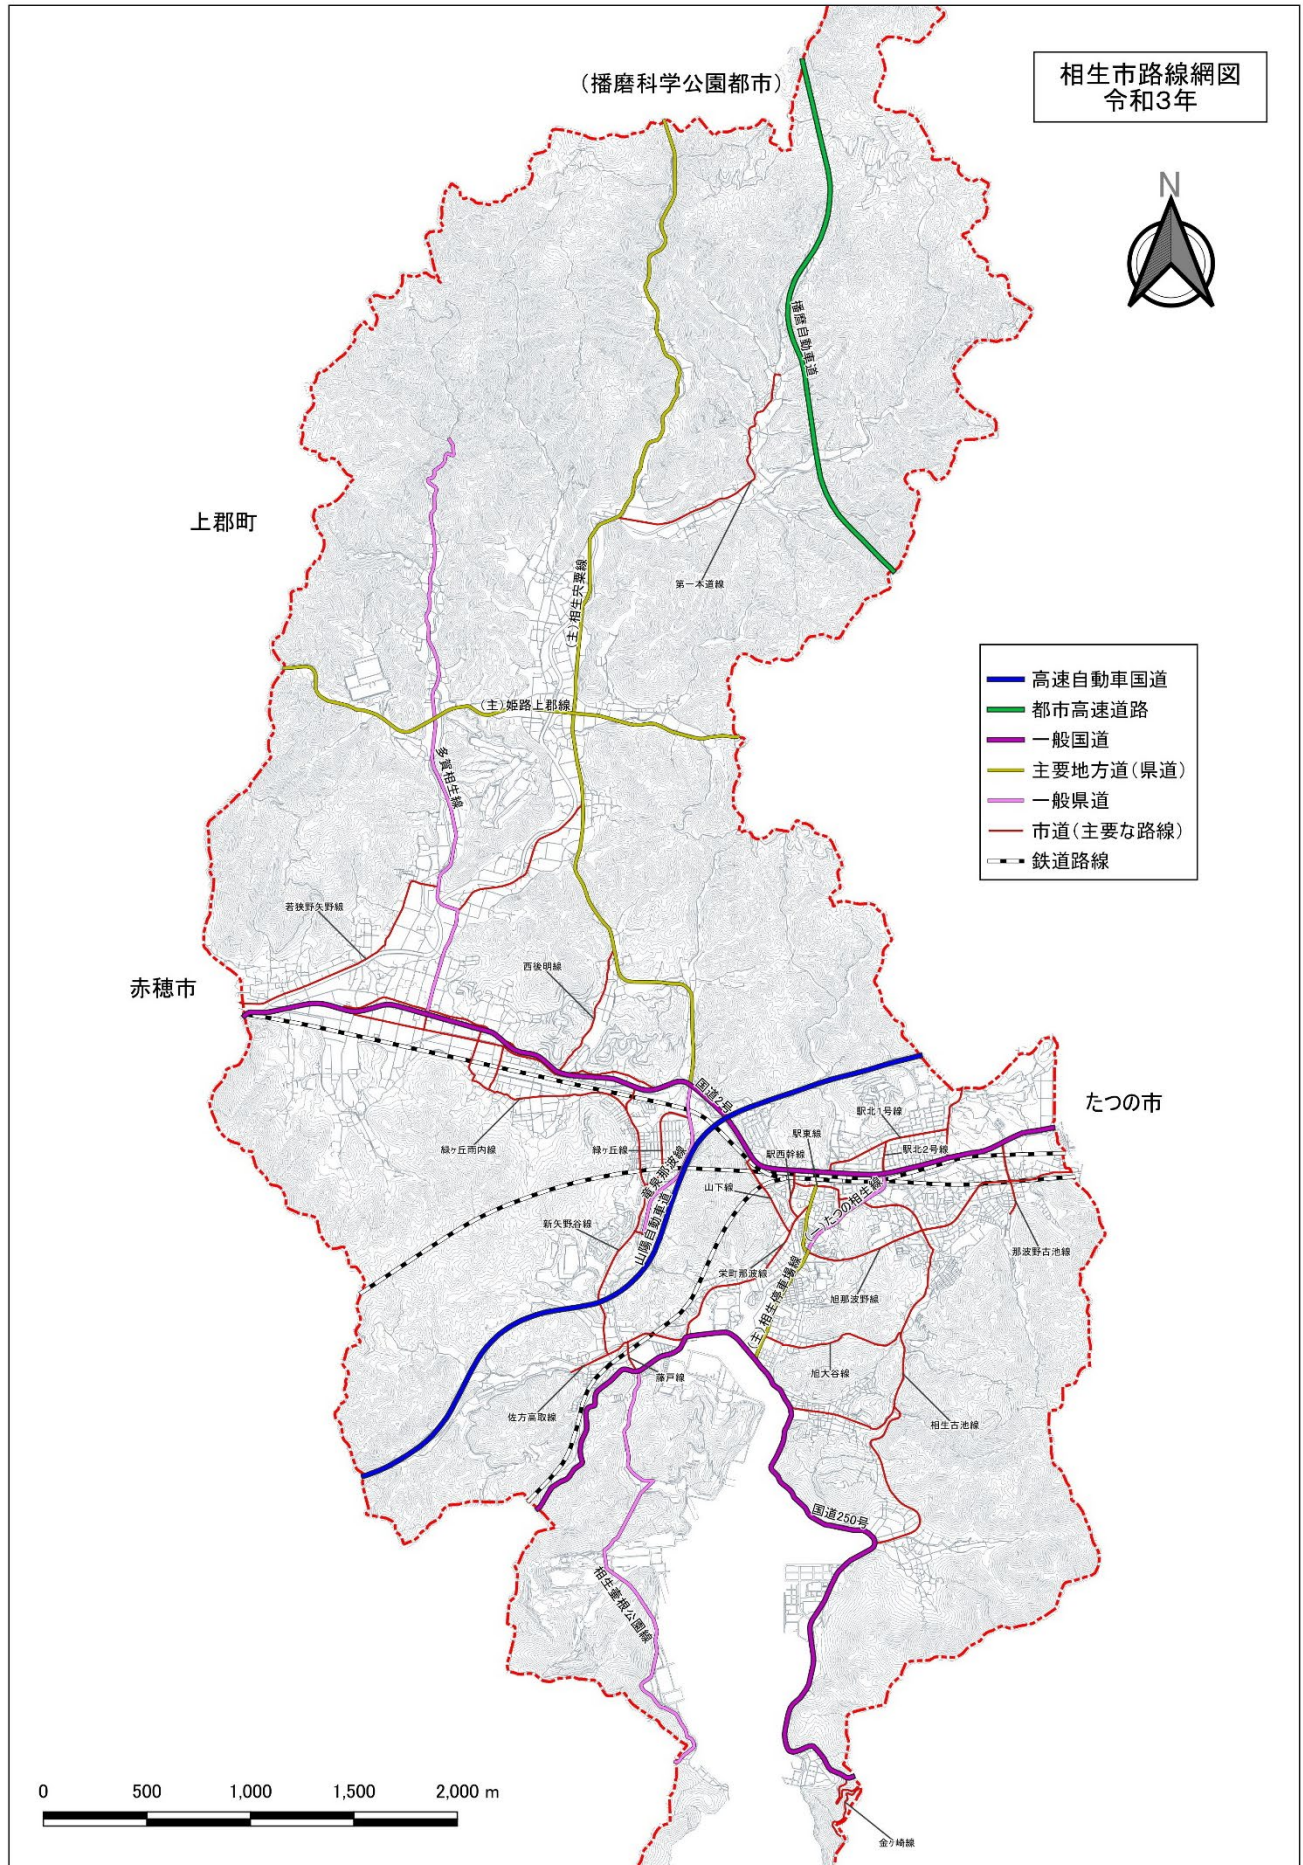 相生市路線網図
令和3年
(播磨科学公園都市)
N
播磨自動車道
上郡町
第一本道線
(主)相生宍粟線
高速自動車国道
都市高速道路
一般国道
主要地方道(県道)
一般県道
市道(主要な路線)
鉄道路線
(主)姫路上郡線
多賀相生線
若狭野矢野線
西後明線
赤穂市
国道2号
たつの市
駅北1号線
駅東線
駅北2号線
駅西幹線
緑ヶ丘雨内線
緑ヶ丘線
竜泉那波線
山下線
(一)たつの相生線
新矢野谷線
山陽自動車道
那波野古池線
栄町那波線
旭那波野線
(主)相生停車場線
旭大谷線
藤戸線
佐方高取線
相生古池線
国道250号
相生壷根公園線
0 500 1,000 1,500 2,000 m
金ヶ崎線